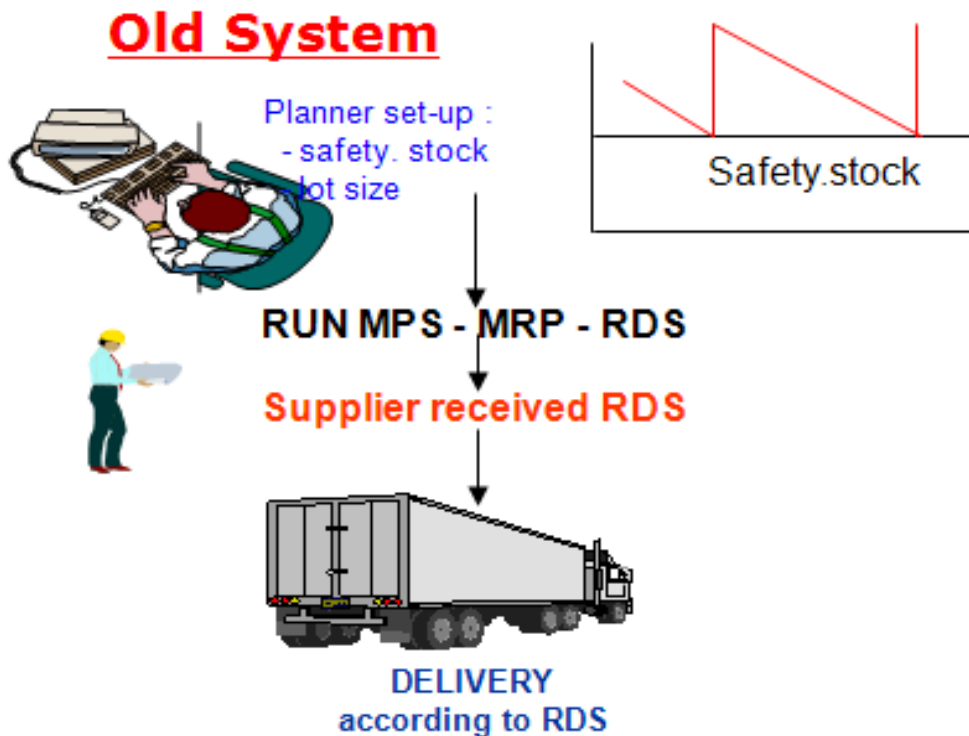 Old System
Planner set-up :
- safety. stock
- lot size
Safety.stock
RUN MPS - MRP - RDS
Supplier received RDS
DELIVERY
according to RDS